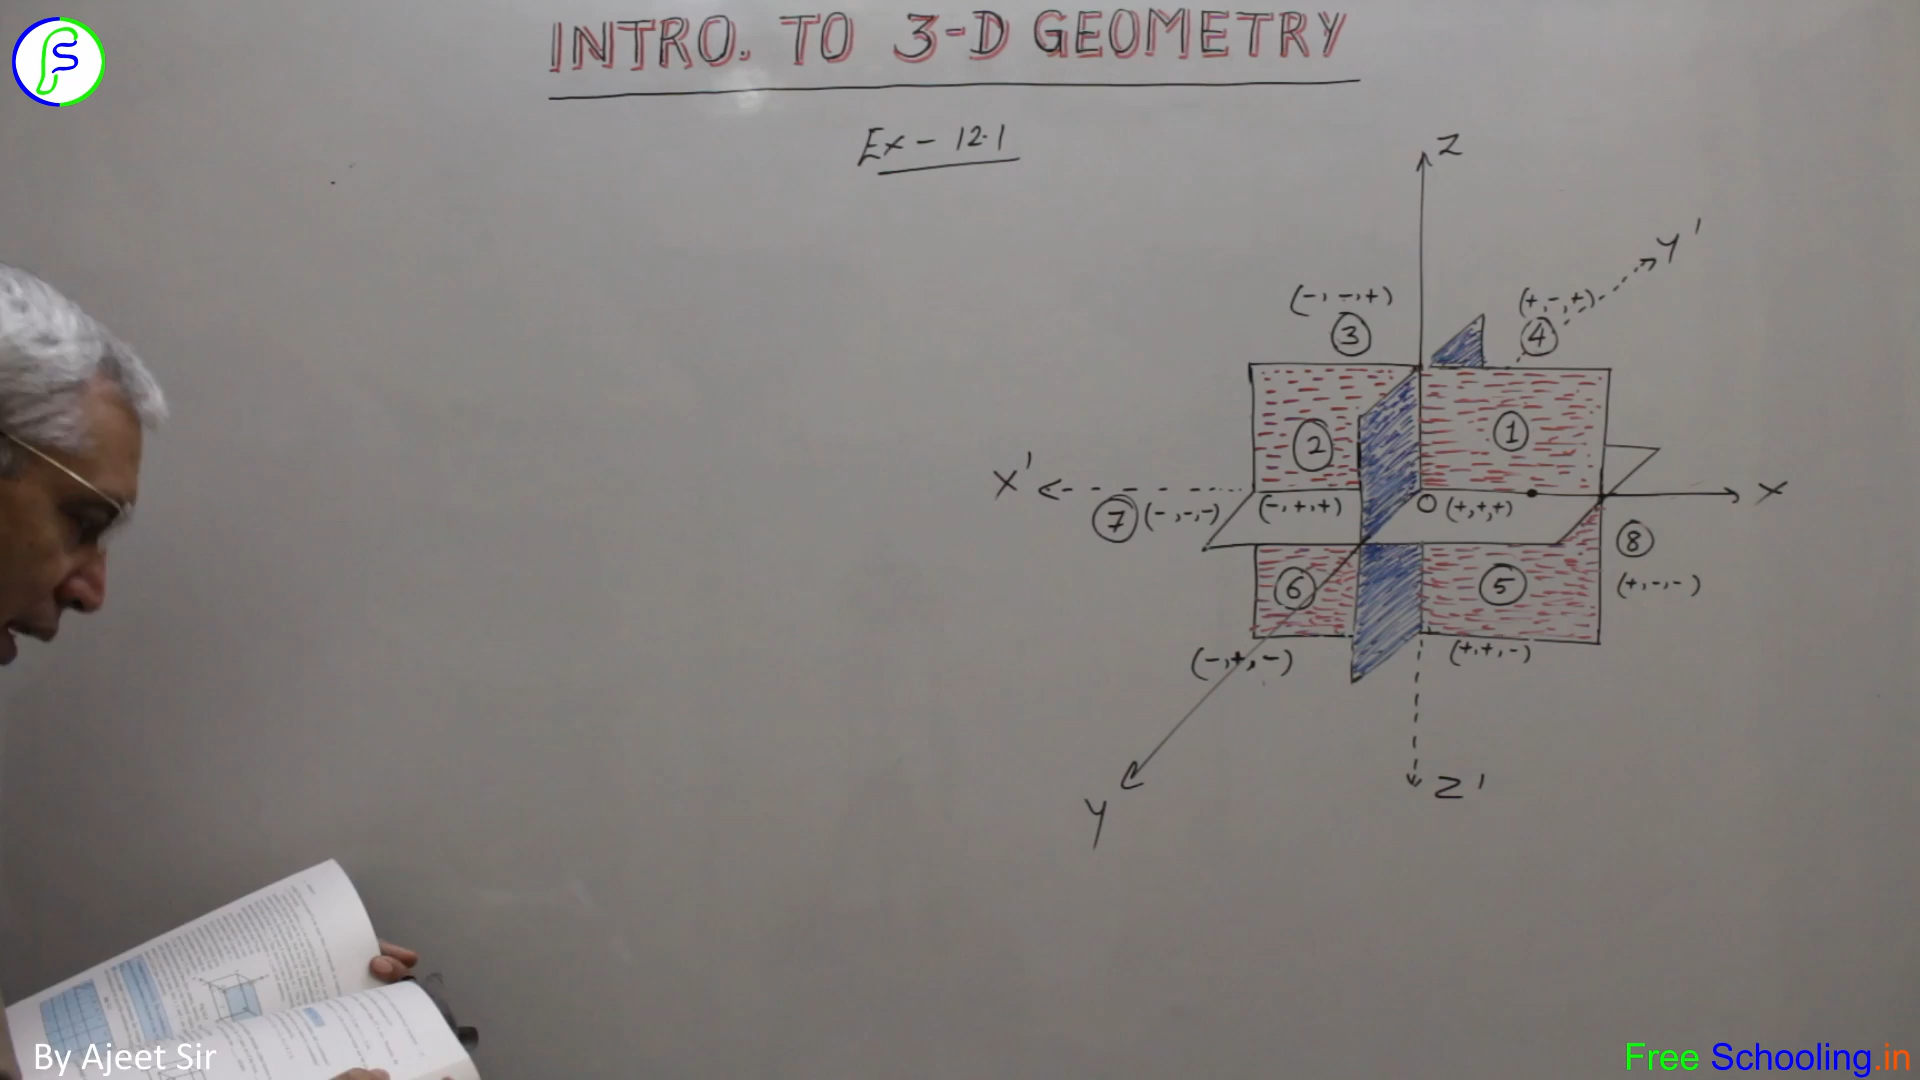 INTRO. TO 3-D GEOMETRY
Ex - 12.1
Z
Y'
(-,-,+)
(+,-,+)
3
4
2
1
X'
X
7 (-,-,-)
(-,+,+)
O (+,+,+)
8
(+,-,-)
6
5
(-,+,-)
(+,+,-)
Z'
Y
fS
By Ajeet Sir
Free Schooling.in